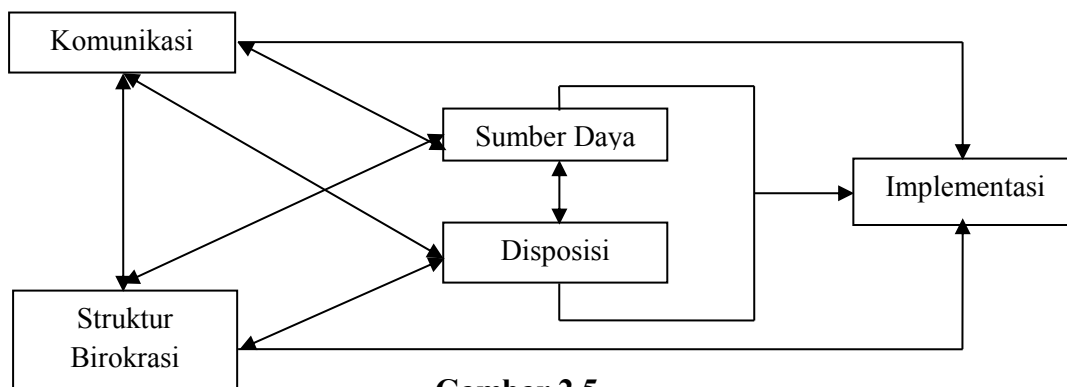 Komunikasi
Sumber Daya
Implementasi
Disposisi
Struktur
Birokrasi
Gambar 2.5